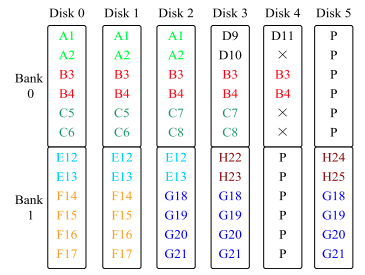 Disk 0 Disk 1 Disk 2 Disk 3 Disk 4 Disk 5
A1 A1 A1 D9 D11 P
A2 A2 A2 D10 × P
B3 B3 B3 B3 B3 P
Bank 0
B4 B4 B4 B4 B4 P
C5 C5 C7 C7 × P
C6 C6 C8 C8 × P
E12 E12 E12 H22 P H24
E13 E13 E13 H23 P H25
F14 F14 G18 G18 P G18
Bank 1
F15 F15 G19 G19 P G19
F16 F16 G20 G20 P G20
F17 F17 G21 G21 P G21